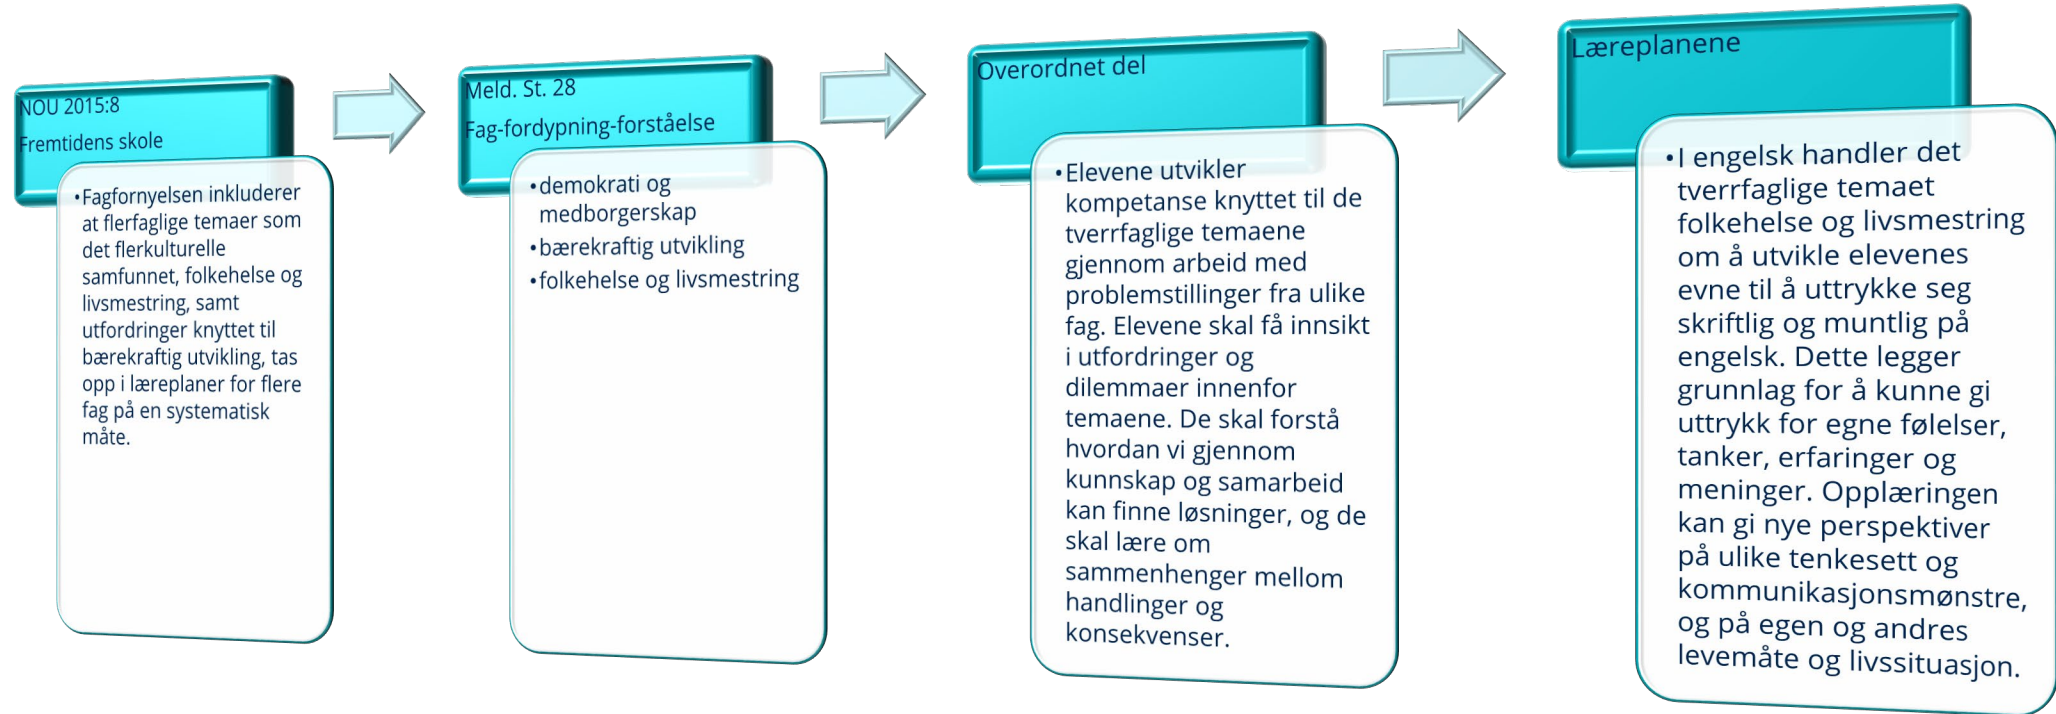 NOU 2015:8
Fremtidens skole
•Fagfornyelsen inkluderer
at flerfaglige temaer som
det flerkulturelle
samfunnet, folkehelse og
livsmestring, samt
utfordringer knyttet til
bærekraftig utvikling, tas
opp i læreplaner for flere
fag på en systematisk
måte.
Meld. St. 28
Fag-fordypning-forståelse
•demokrati og
medborgerskap
•bærekraftig utvikling
•folkehelse og livsmestring
Overordnet del
•Elevene utvikler
kompetanse knyttet til de
tverrfaglige temaene
gjennom arbeid med
problemstillinger fra ulike
fag. Elevene skal få innsikt
i utfordringer og
dilemmaer innenfor
temaene. De skal forstå
hvordan vi gjennom
kunnskap og samarbeid
kan finne løsninger, og de
skal lære om
sammenhenger mellom
handlinger og
konsekvenser.
Læreplanene
•I engelsk handler det
tverrfaglige temaet
folkehelse og livsmestring
om å utvikle elevenes
evne til å uttrykke seg
skriftlig og muntlig på
engelsk. Dette legger
grunnlag for å kunne gi
uttrykk for egne følelser,
tanker, erfaringer og
meninger. Opplæringen
kan gi nye perspektiver
på ulike tenkesett og
kommunikasjonsmønstre,
og på egen og andres
levemåte og livssituasjon.